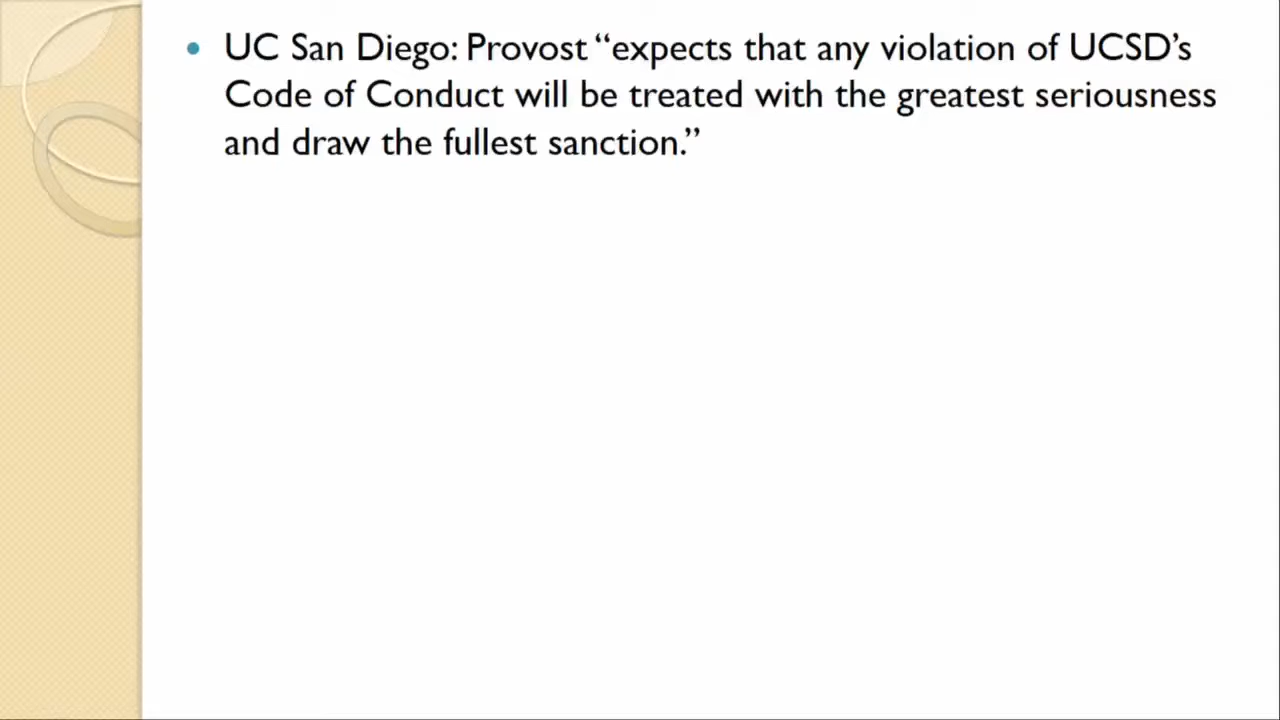 • UC San Diego: Provost “expects that any violation of UCSD’s
Code of Conduct will be treated with the greatest seriousness
and draw the fullest sanction.”